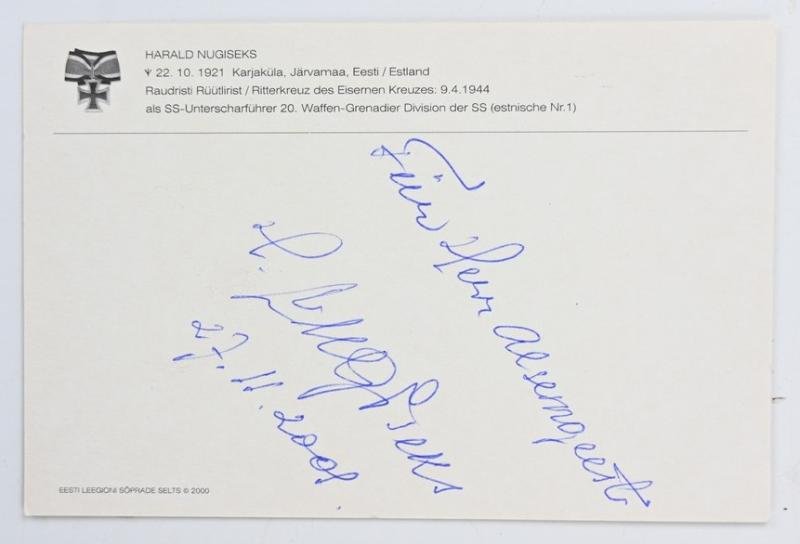 HARALD NUGISEKS
22. 10. 1921 Karjaküla, Järvamaa, Eesti / Estland
Raudristi Rüütlirist / Ritterkreuz des Eisernen Kreuzes: 9.4.1944
als SS-Unterscharführer 20. Waffen-Grenadier Division der SS (estnische Nr.1)
Für Herr Alsemgeest
H. Nugiseks
27. 11. 2001.
EESTI LEEGIONI SÕPRADE SELTS © 2000